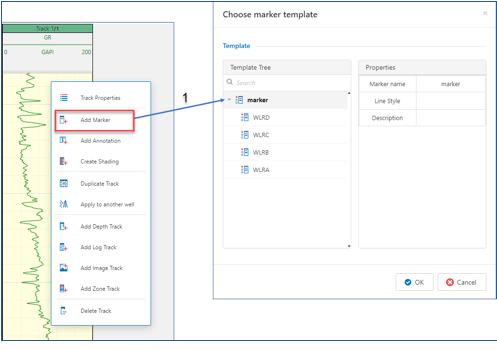 Track 1/t
GR
0 GAPI 200
Track Properties
Add Marker
Add Annotation
Create Shading
Duplicate Track
Apply to another well
Add Depth Track
Add Log Track
Add Image Track
Add Zone Track
Delete Track
1
Choose marker template
×
Template
Template Tree
Search
marker
WLRD
WLRC
WLRB
WLRA
Properties
Marker name marker
Line Style
Description
OK Cancel